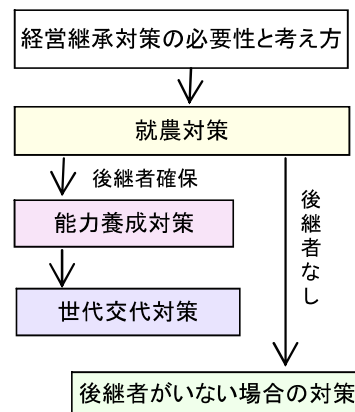 経営継承対策の必要性と考え方
就農対策
後継者確保
後継者なし
能力養成対策
世代交代対策
後継者がいない場合の対策